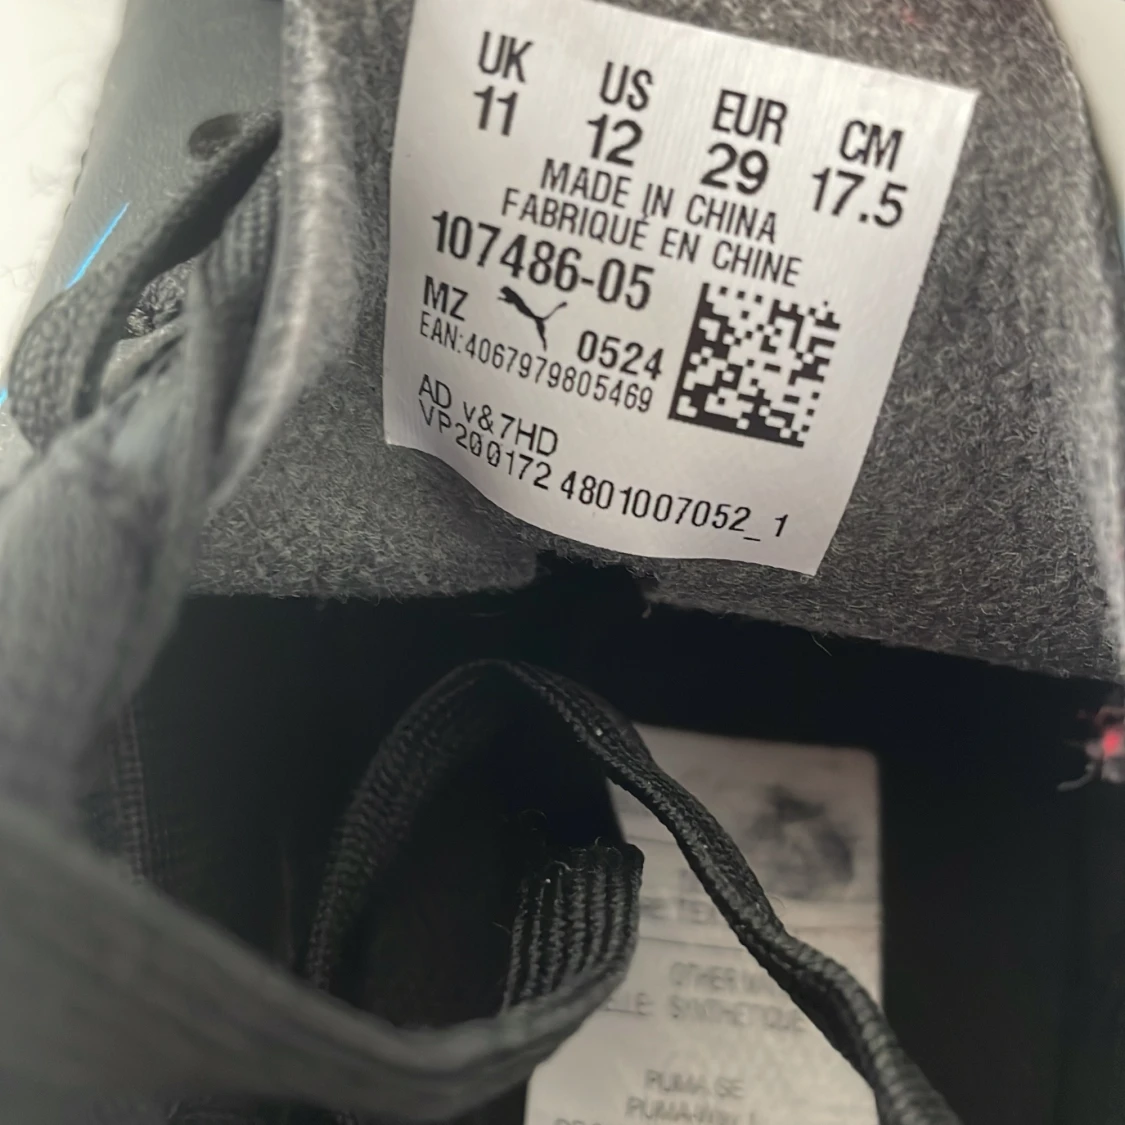 UK US EUR CM
11 12 29 17.5
MADE IN CHINA
FABRIQUÉ EN CHINE
107486-05
MZ 0524
EAN:4067979805469
AD v&7HD
VP200172 4801007052_1
OTHER
SYNTHETIQUE
PUMA SE